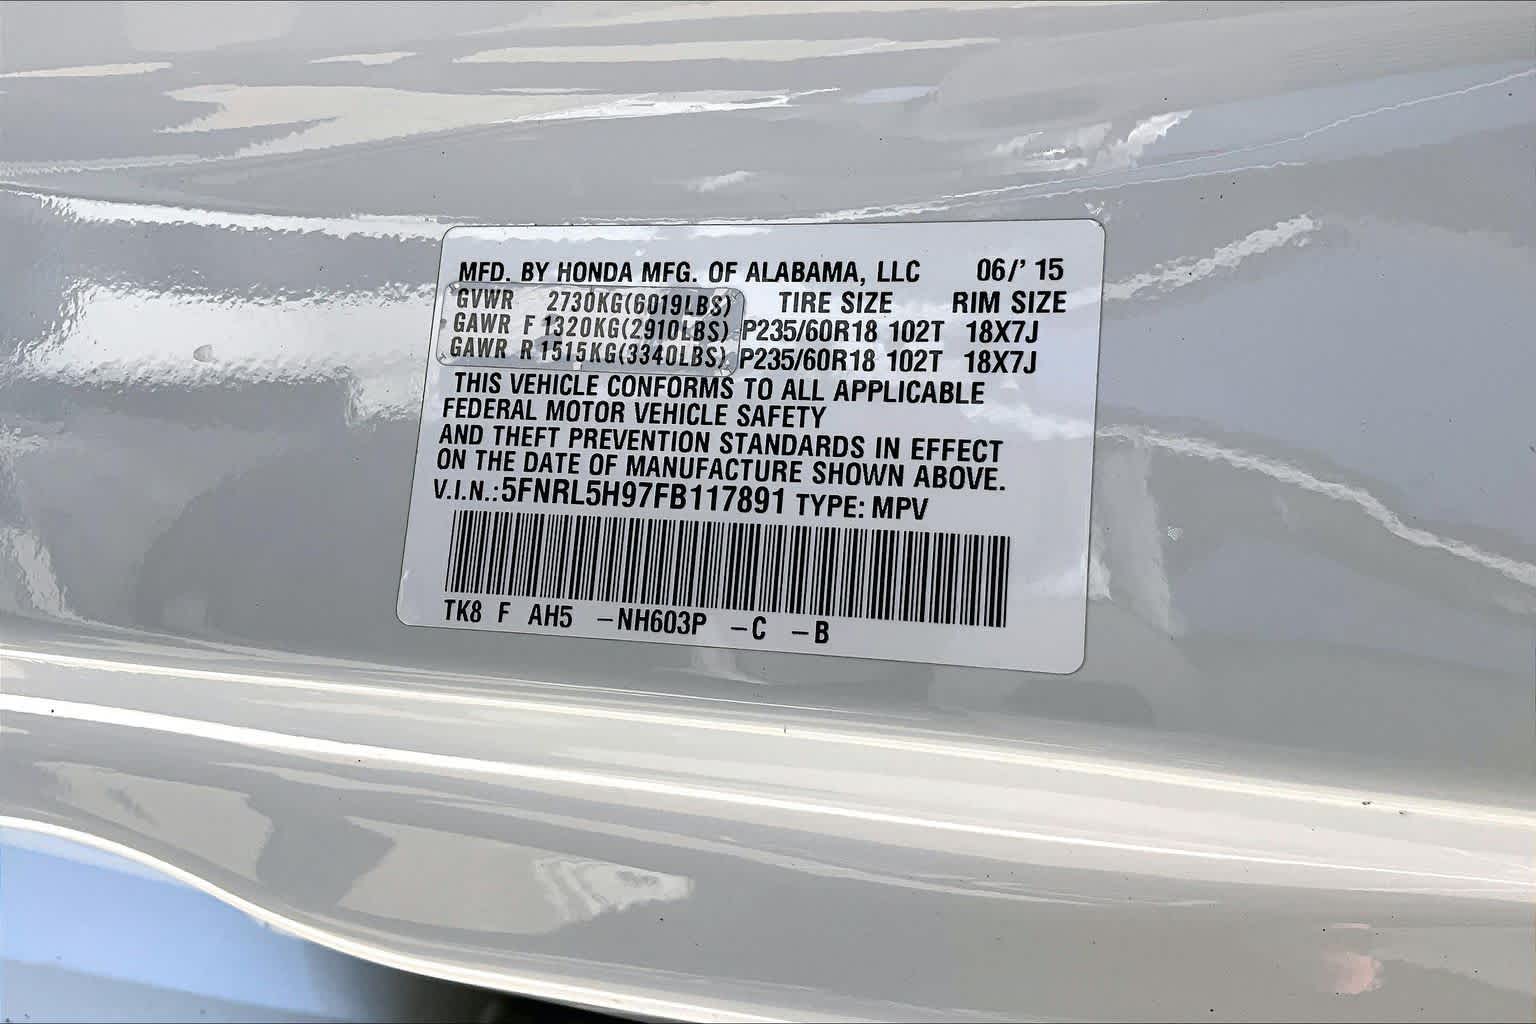 MFD. BY HONDA MFG. OF ALABAMA, LLC 06/' 15
GVWR 2730KG(6019LBS) TIRE SIZE RIM SIZE
GAWR F 1320KG(2910LBS) P235/60R18 102T 18X7J
GAWR R 1515KG(3340LBS) P235/60R18 102T 18X7J
THIS VEHICLE CONFORMS TO ALL APPLICABLE
FEDERAL MOTOR VEHICLE SAFETY
AND THEFT PREVENTION STANDARDS IN EFFECT
ON THE DATE OF MANUFACTURE SHOWN ABOVE.
V.I.N.:5FNRL5H97FB117891 TYPE: MPV
TK8 F AH5 -NH603P -C -B